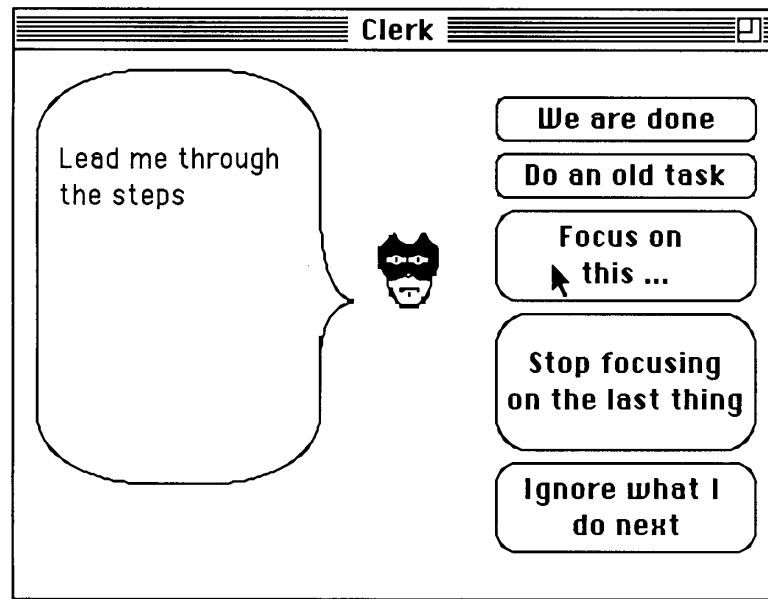 Clerk
Lead me through
the steps
We are done
Do an old task
Focus on
this ...
Stop focusing
on the last thing
Ignore what I
do next